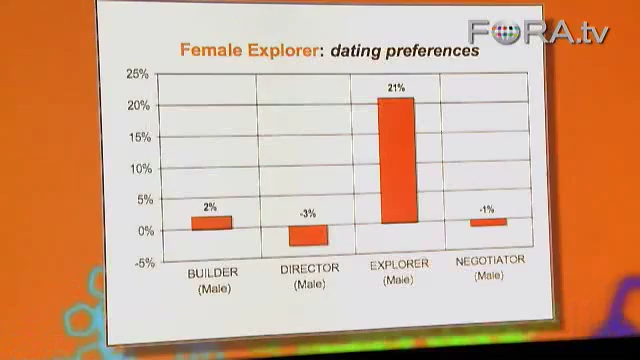 FORA.tv
Female Explorer: dating preferences
25%
20%
15%
10%
5%
0%
-5%
2%
-3%
21%
-1%
BUILDER
(Male)
DIRECTOR
(Male)
EXPLORER
(Male)
NEGOTIATOR
(Male)